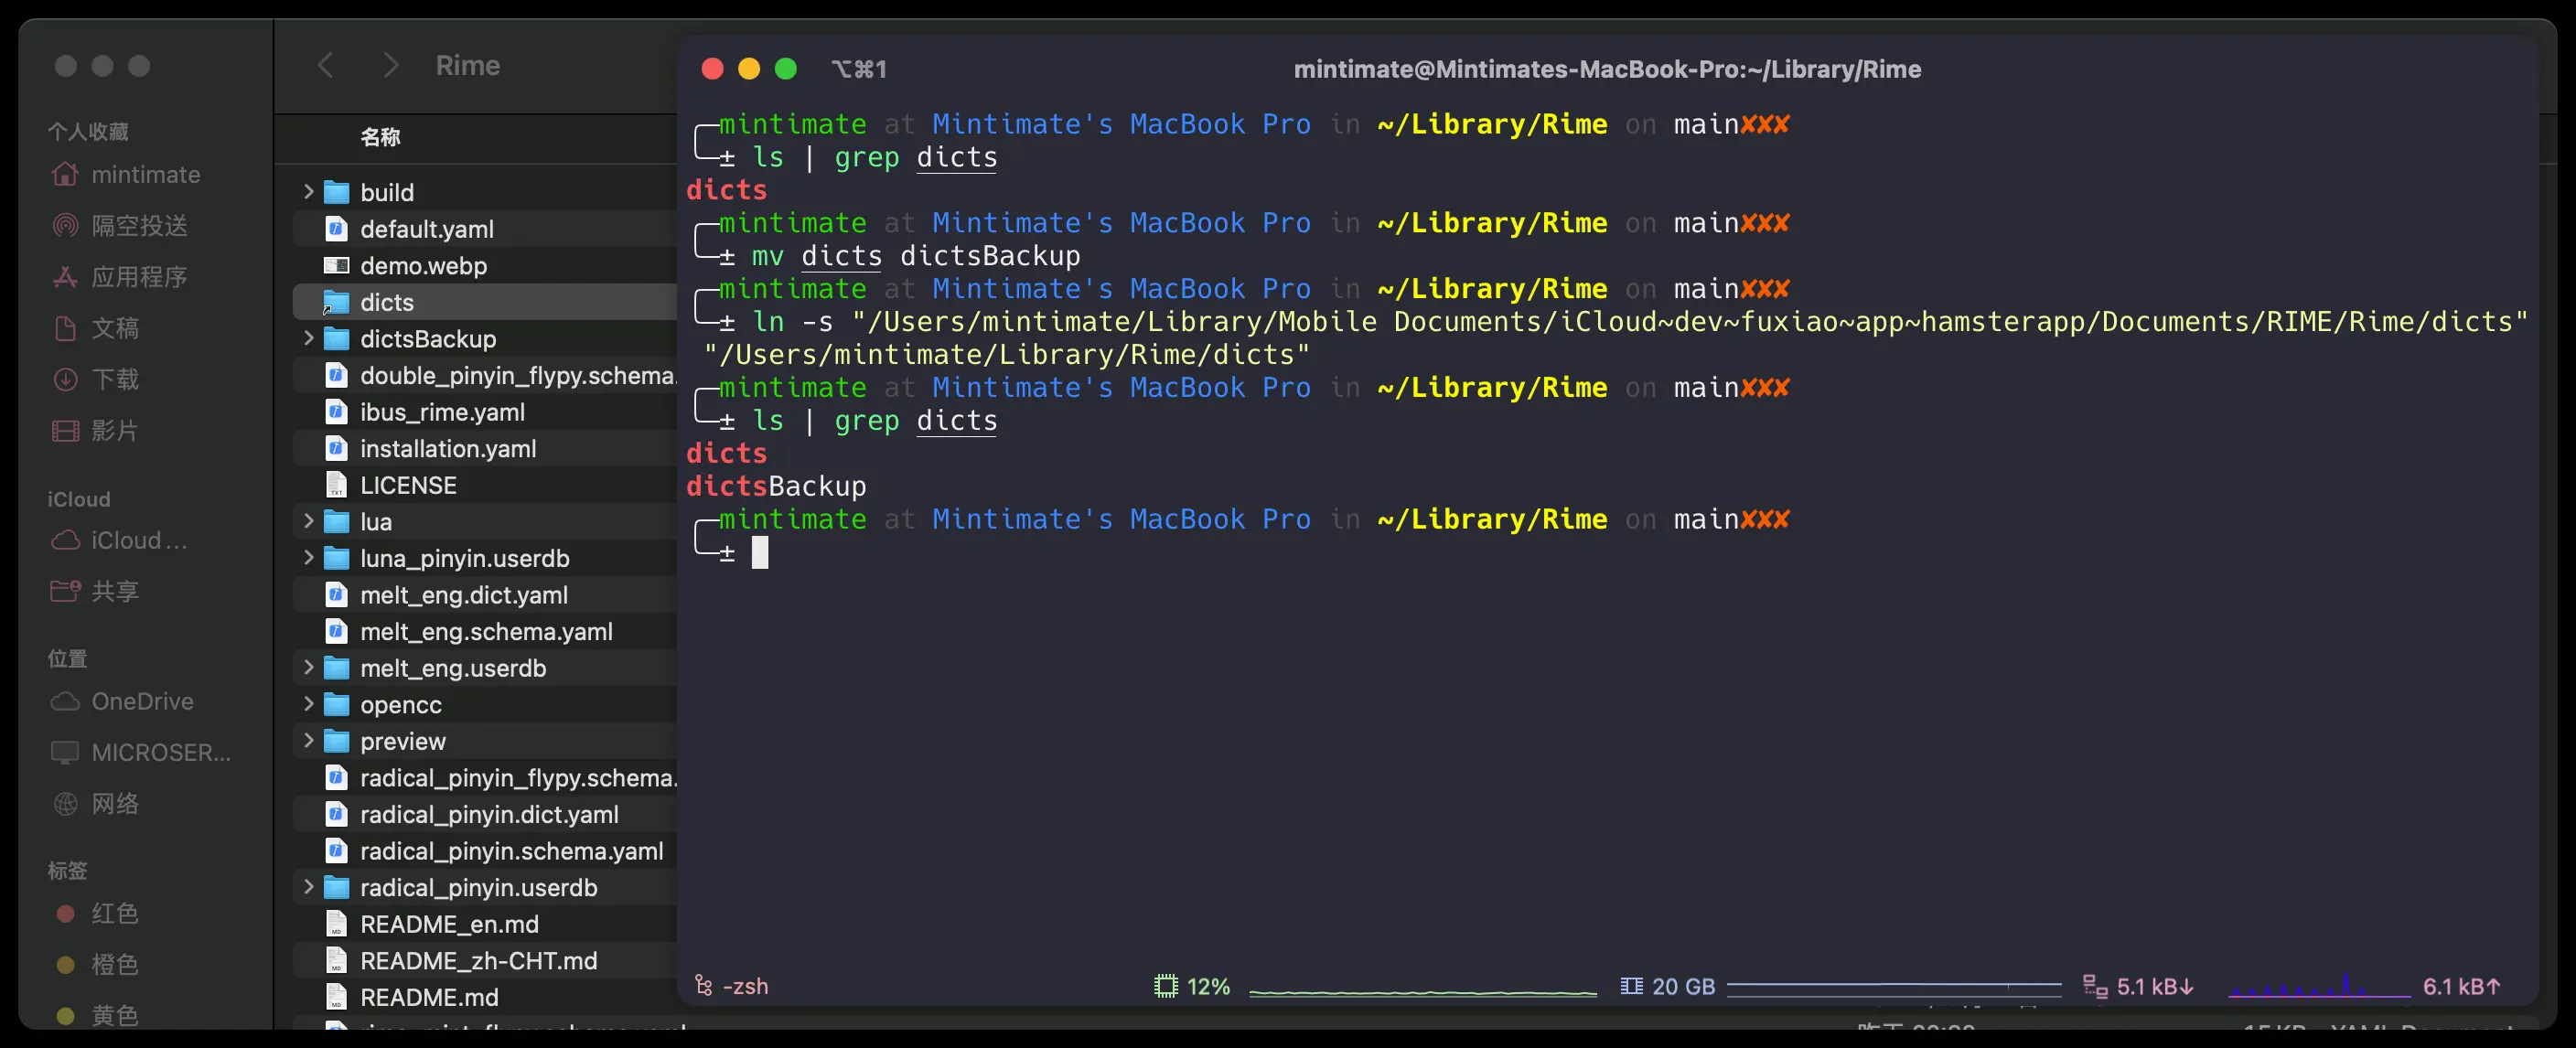 Rime
个人收藏
mintimate
隔空投送
应用程序
文稿
下载
影片
iCloud
iCloud…
共享
位置
OneDrive
MICROSER...
网络
标签
红色
橙色
黄色
名称
build
default.yaml
demo.webp
dicts
dictsBackup
double_pinyin_flypy.schema.
ibus_rime.yaml
installation.yaml
LICENSE
lua
luna_pinyin.userdb
melt_eng.dict.yaml
melt_eng.schema.yaml
melt_eng.userdb
opencc
preview
radical_pinyin_flypy.schema.
radical_pinyin.dict.yaml
radical_pinyin.schema.yaml
radical_pinyin.userdb
README_en.md
README_zh-CHT.md
README.md
⌥⌘1
mintimate@Mintimates-MacBook-Pro:~/Library/Rime
╭─mintimate at Mintimate's MacBook Pro in ~/Library/Rime on main✘✘✘
╰─± ls | grep dicts
dicts
╭─mintimate at Mintimate's MacBook Pro in ~/Library/Rime on main✘✘✘
╰─± mv dicts dictsBackup
╭─mintimate at Mintimate's MacBook Pro in ~/Library/Rime on main✘✘✘
╰─± ln -s "/Users/mintimate/Library/Mobile Documents/iCloud~dev~fuxiao~app~hamsterapp/Documents/RIME/Rime/dicts"
"/Users/mintimate/Library/Rime/dicts"
╭─mintimate at Mintimate's MacBook Pro in ~/Library/Rime on main✘✘✘
╰─± ls | grep dicts
dicts
dictsBackup
╭─mintimate at Mintimate's MacBook Pro in ~/Library/Rime on main✘✘✘
╰─±
-zsh
12%
20 GB
5.1 kB↓
6.1 kB↑